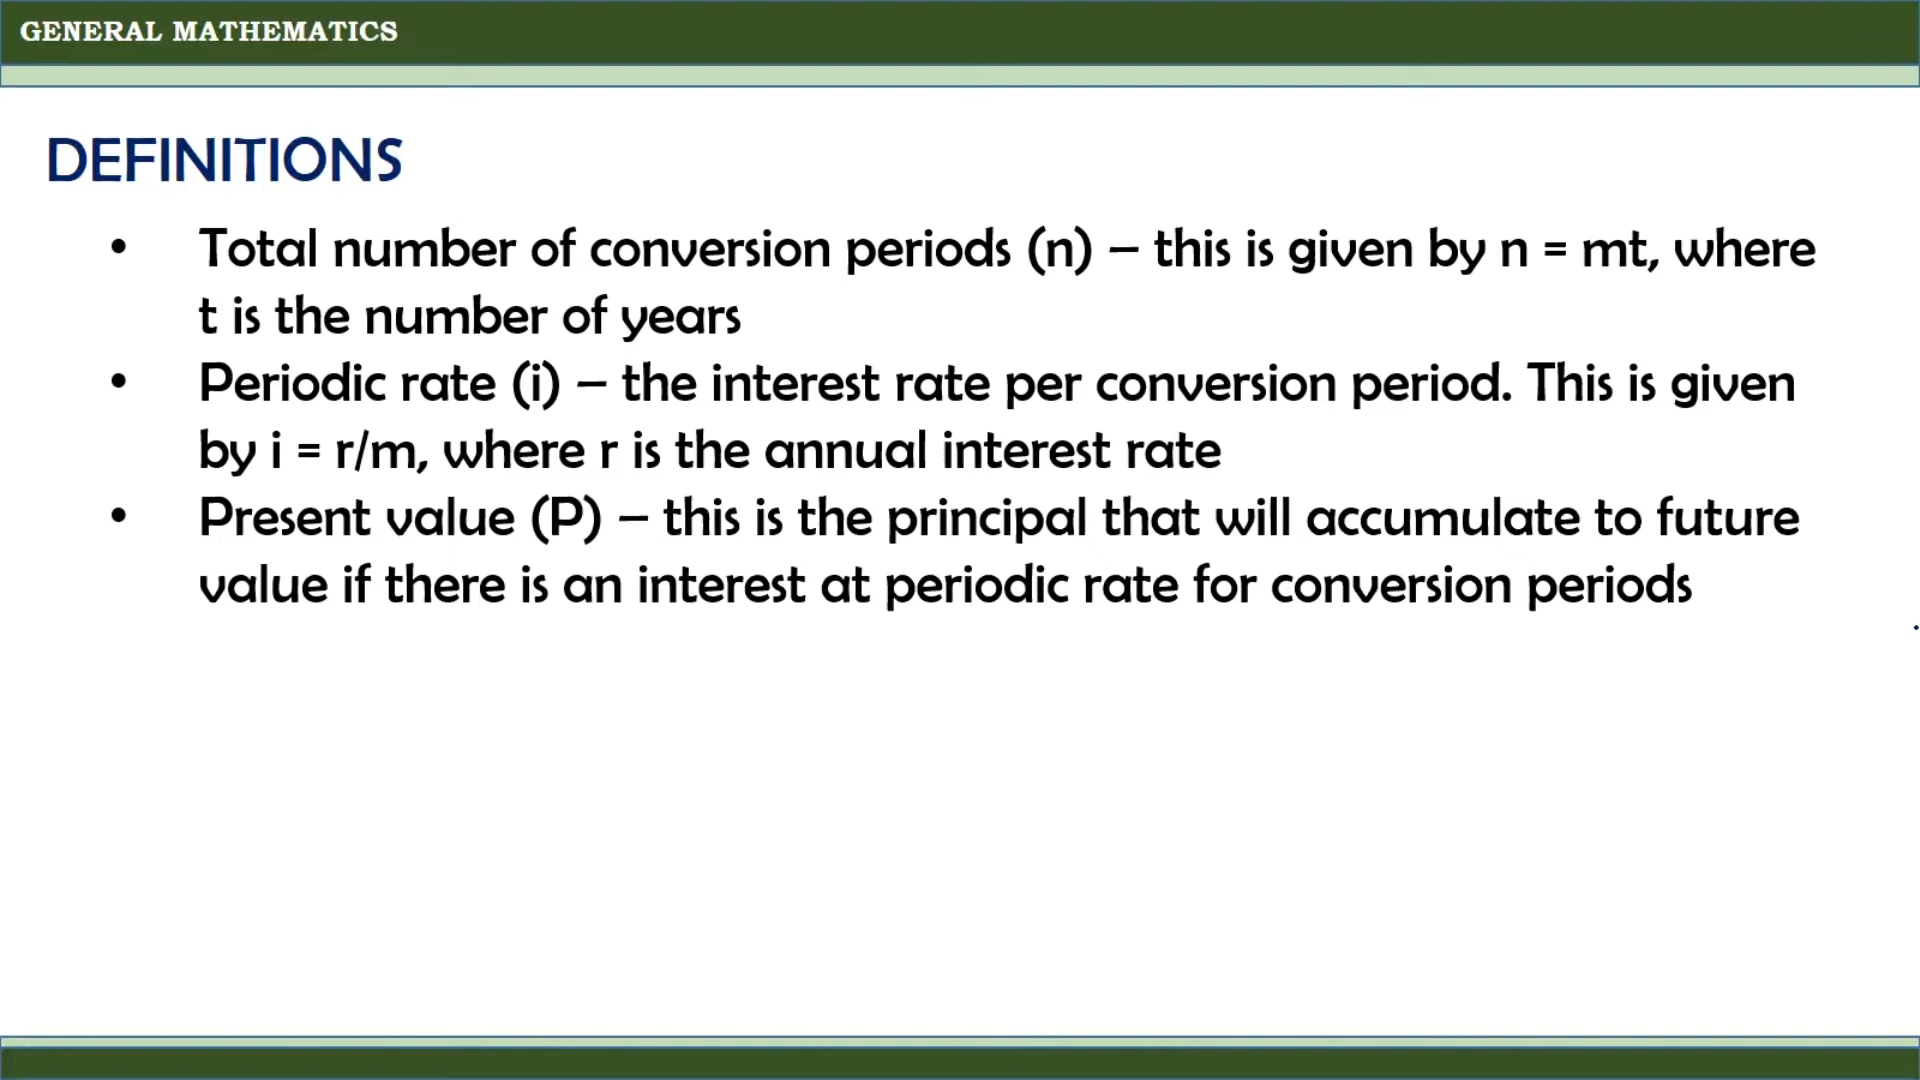 GENERAL MATHEMATICS
DEFINITIONS
• Total number of conversion periods (n) – this is given by n = mt, where
t is the number of years
• Periodic rate (i) – the interest rate per conversion period. This is given
by i = r/m, where r is the annual interest rate
• Present value (P) – this is the principal that will accumulate to future
value if there is an interest at periodic rate for conversion periods
.